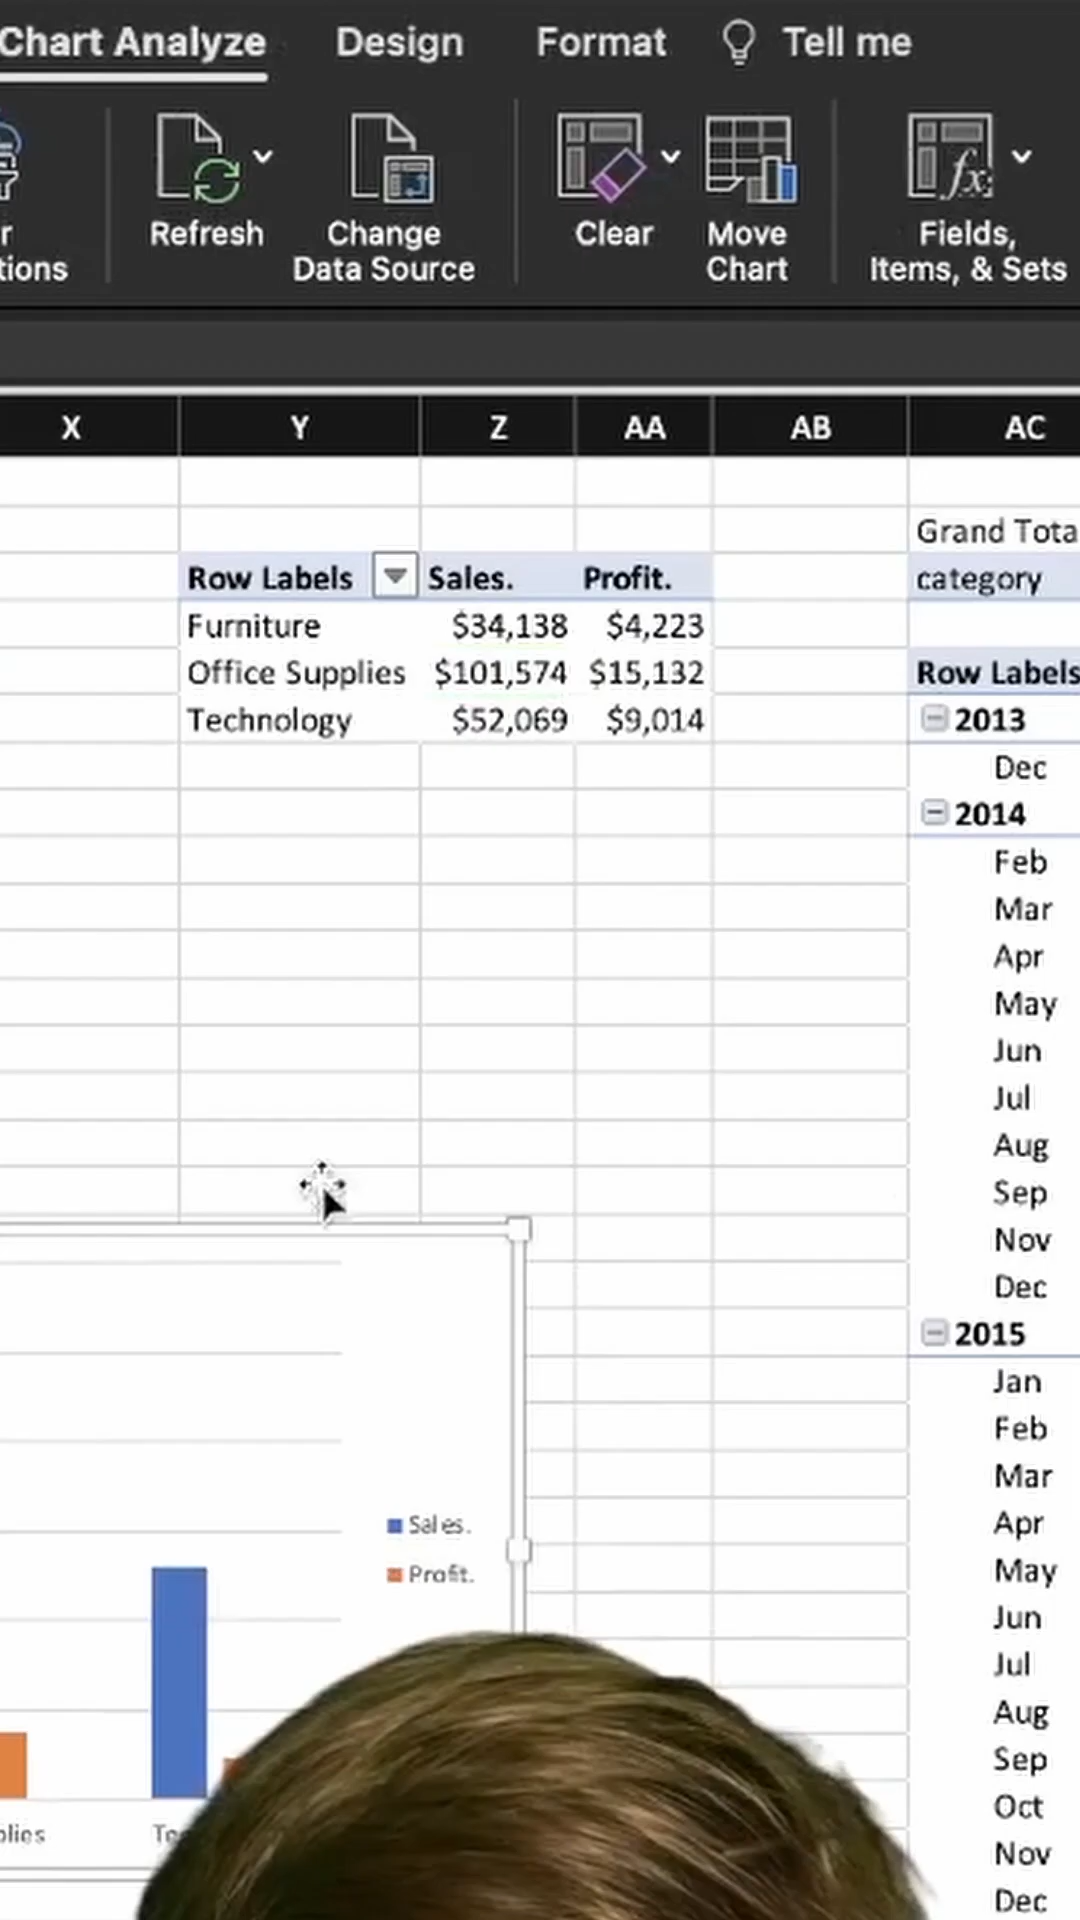 Chart Analyze Design Format Tell me
Refresh Change Data Source Clear Move Chart Fields, Items, & Sets
X Y Z AA AB AC
Grand Tota
Row Labels Sales. Profit. category
Furniture $34,138 $4,223
Office Supplies $101,574 $15,132 Row Labels
Technology $52,069 $9,014 2013
Dec
2014
Feb
Mar
Apr
May
Jun
Jul
Aug
Sep
Nov
Dec
2015
Jan
Feb
Mar
Apr
Sales.
May
Profit.
Jun
Jul
Aug
Sep
Oct
plies Te
Nov
Dec